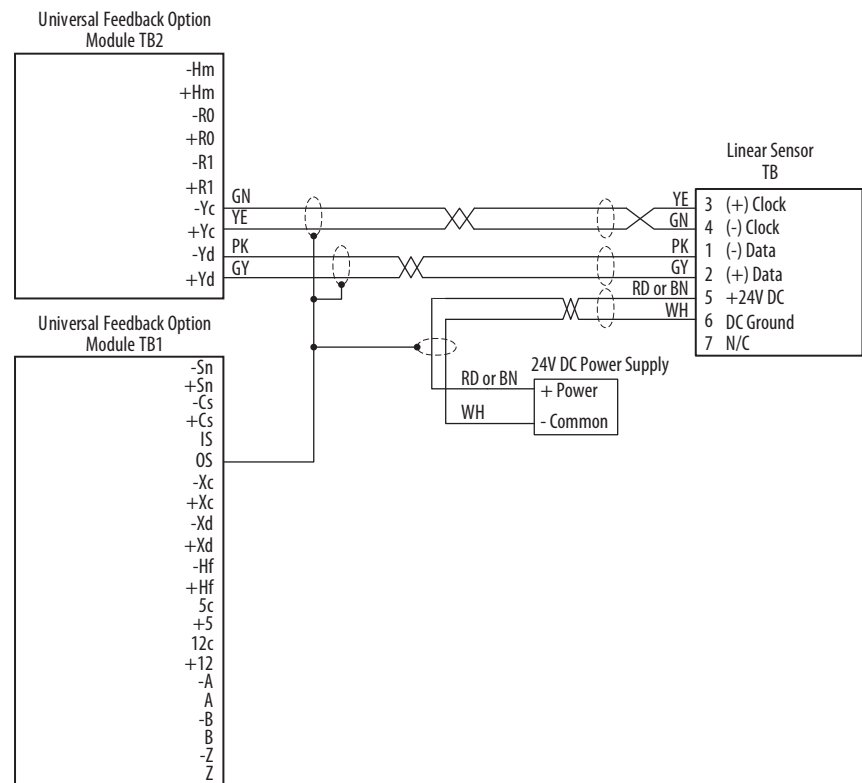 Universal Feedback Option
Module TB2
-Hm
+Hm
-R0
+R0
-R1
+R1
-Yc
+Yc
-Yd
+Yd
GN
YE
PK
GY
Linear Sensor
TB
YE 3 (+) Clock
GN 4 (-) Clock
PK 1 (-) Data
GY 2 (+) Data
RD or BN 5 +24V DC
WH 6 DC Ground
7 N/C
24V DC Power Supply
RD or BN + Power
WH - Common
Universal Feedback Option
Module TB1
-Sn
+Sn
-Cs
+Cs
IS
OS
-Xc
+Xc
-Xd
+Xd
-Hf
+Hf
5c
+5
12c
+12
-A
A
-B
B
-Z
Z